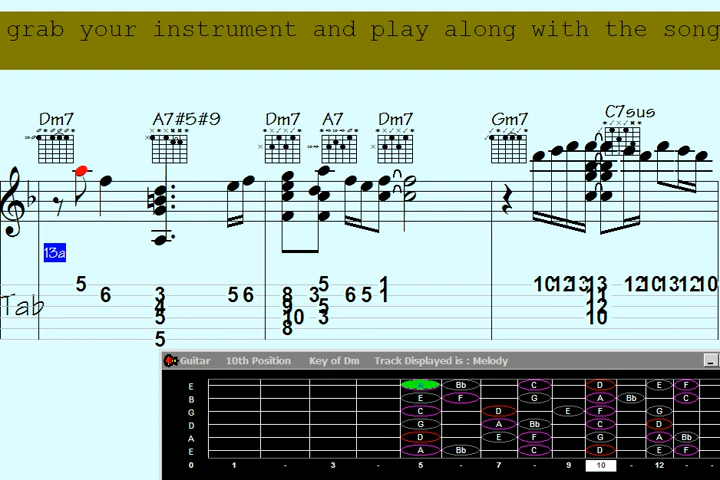 grab your instrument and play along with the song
Dm7 A7#5#9 Dm7 A7 Dm7 Gm7 C7sus
13a
5 5 1 10 12 13 13 12 10 13 12 10
6 3 5 6 8 3 6 5 1
4 9 5 11
5 10 3 12
8 10
5
Tab
Guitar 10th Position Key of Dm Track Displayed is : Melody
E A Bb C D E F
B E F G A Bb C
G C D E F G
D G A Bb C D
A D E F G A Bb
E A Bb C D E
0 1 - 3 - 5 - 7 - 9 10 - 12 - -